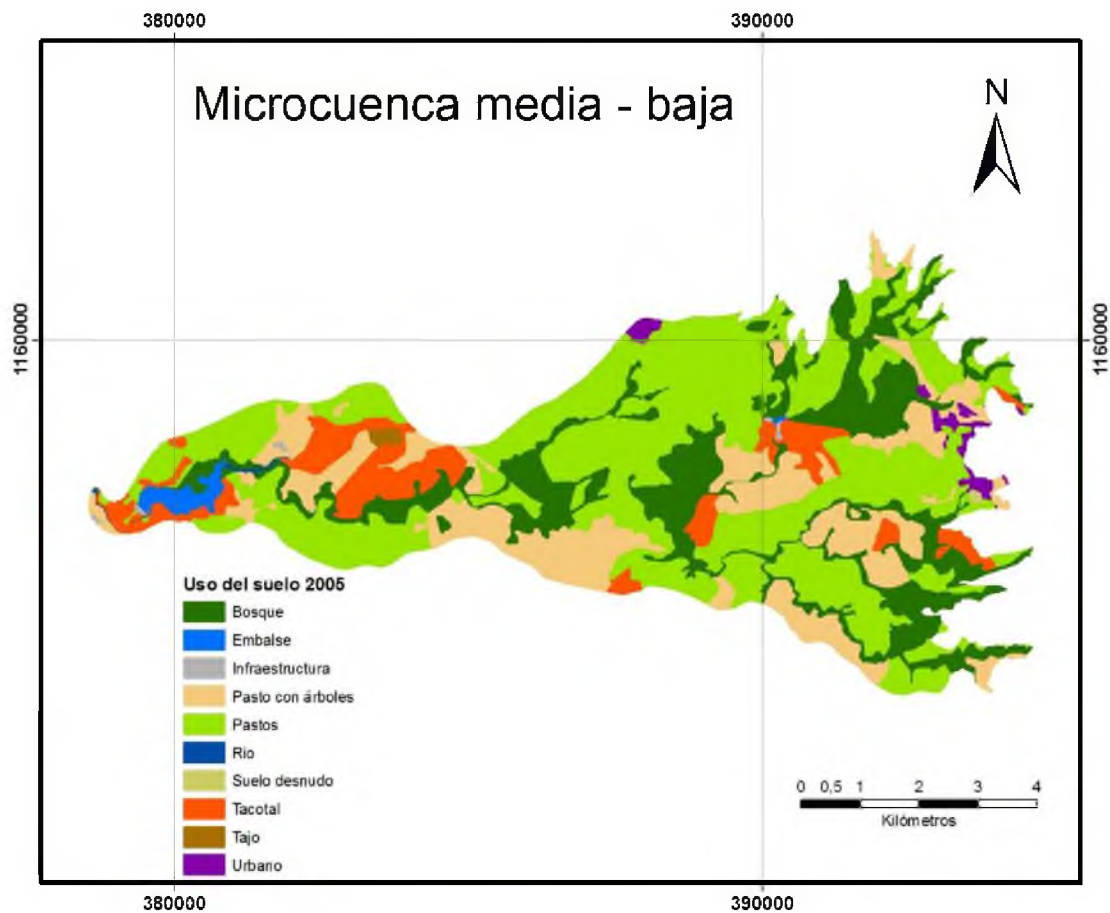 380000 390000
Microcuenca media - baja
N
1160000 1160000
Uso del suelo 2005
Bosque
Embalse
Infraestructura
Pasto con árboles
Pastos
Rio
Suelo desnudo
Tacotal
Tajo
Urbano
0 0,5 1 2 3 4
Kilómetros
380000 390000